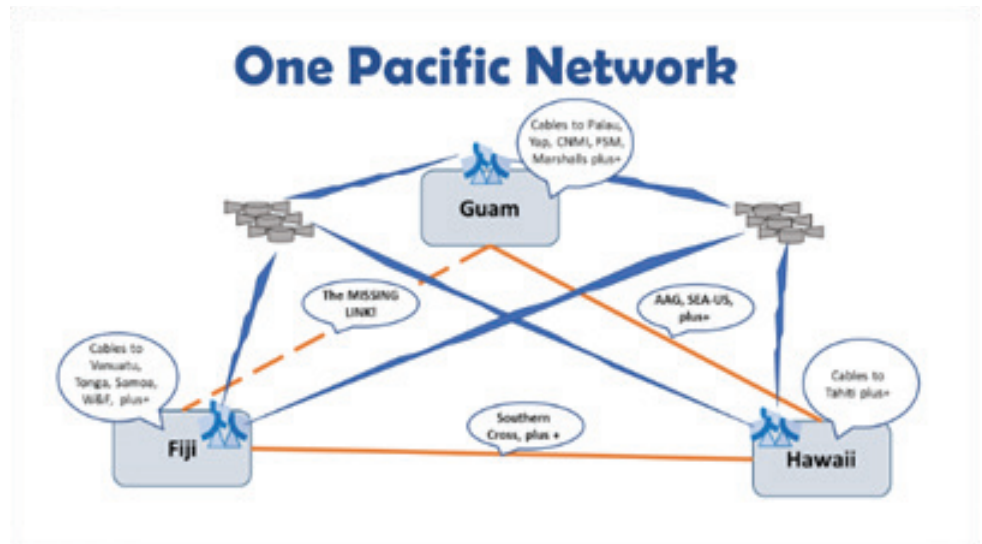 One Pacific Network
Cables to Palau,
Yap, CNMI, FSM,
Marshalls plus+
Guam
The MISSING
LINK!
AAG, SEA-US,
plus+
Cables to
Vanuatu,
Tonga, Samoa,
W&F, plus+
Cables to
Tahiti plus+
Southern
Cross, plus +
Fiji
Hawaii